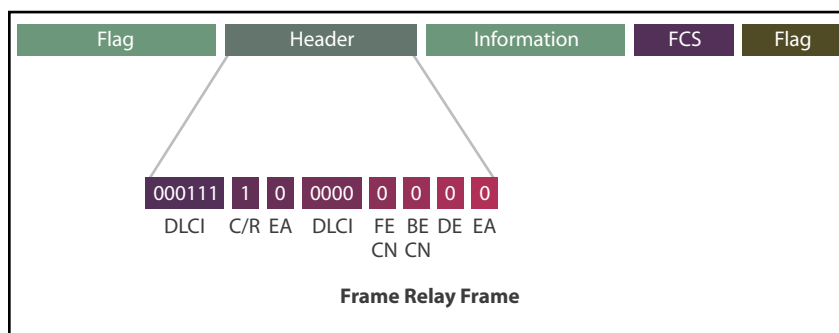 Flag Header Information FCS Flag
000111 1 0 0000 0 0 0 0
DLCI C/R EA DLCI FE BE DE EA
CN CN
Frame Relay Frame